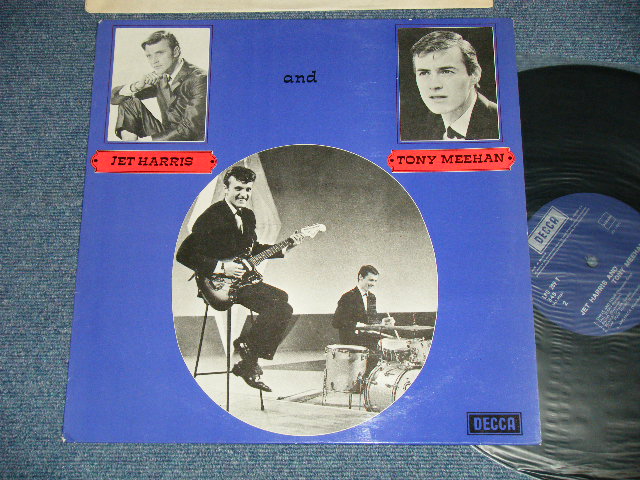 and
JET HARRIS
TONY MEEHAN
DECCA
DECCA
JET HARRIS AND
TONY MEEHAN